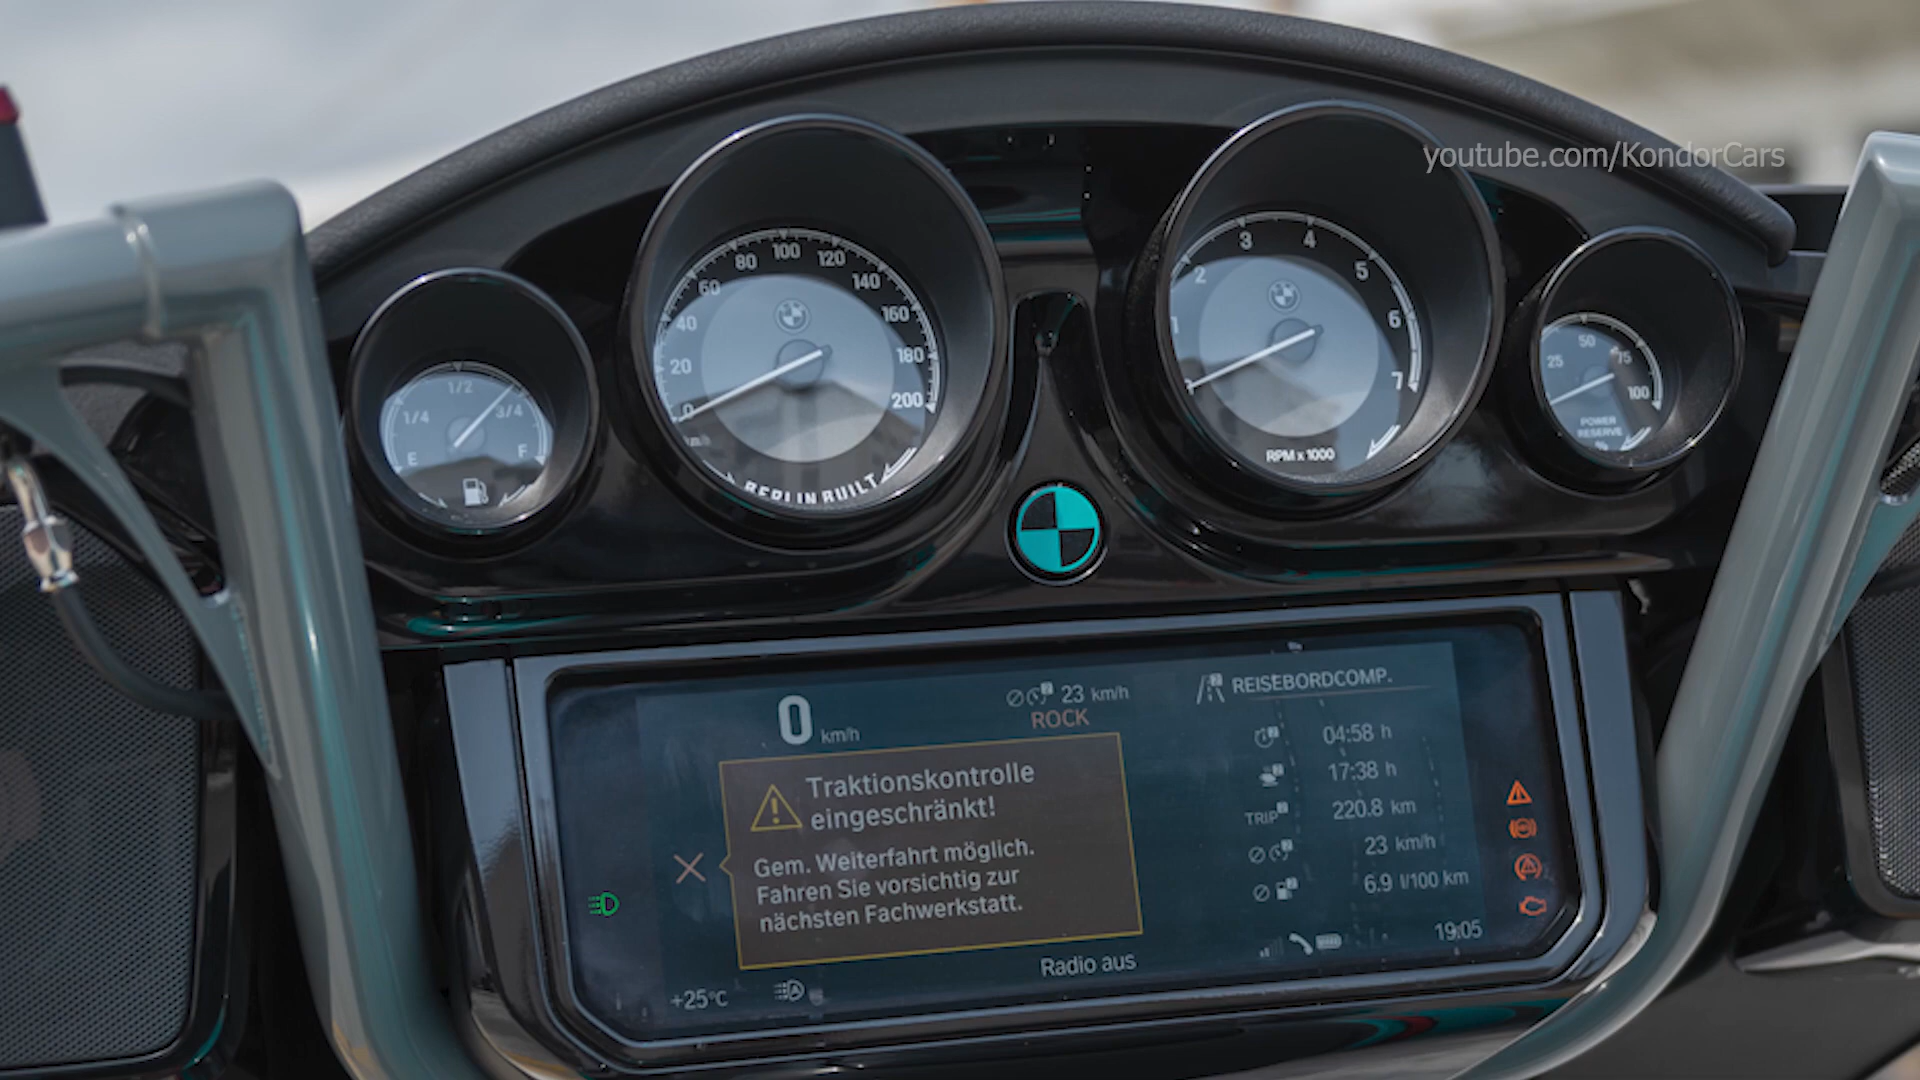 youtube.com/KondorCars
E
1/4
1/2
3/4
F
0
20
40
60
80
100
120
140
160
180
200
km/h
BERLIN BUILT
1
2
3
4
5
6
7
RPM x 1000
25
50
75
100
POWER
RESERVE
%
0 km/h
23 km/h
ROCK
Traktionskontrolle
eingeschränkt!
Gem. Weiterfahrt möglich.
Fahren Sie vorsichtig zur
nächsten Fachwerkstatt.
REISEBORDCOMP.
04:58 h
17:38 h
TRIP 2 220.8 km
23 km/h
6.9 l/100 km
19:05
Radio aus
+25°C